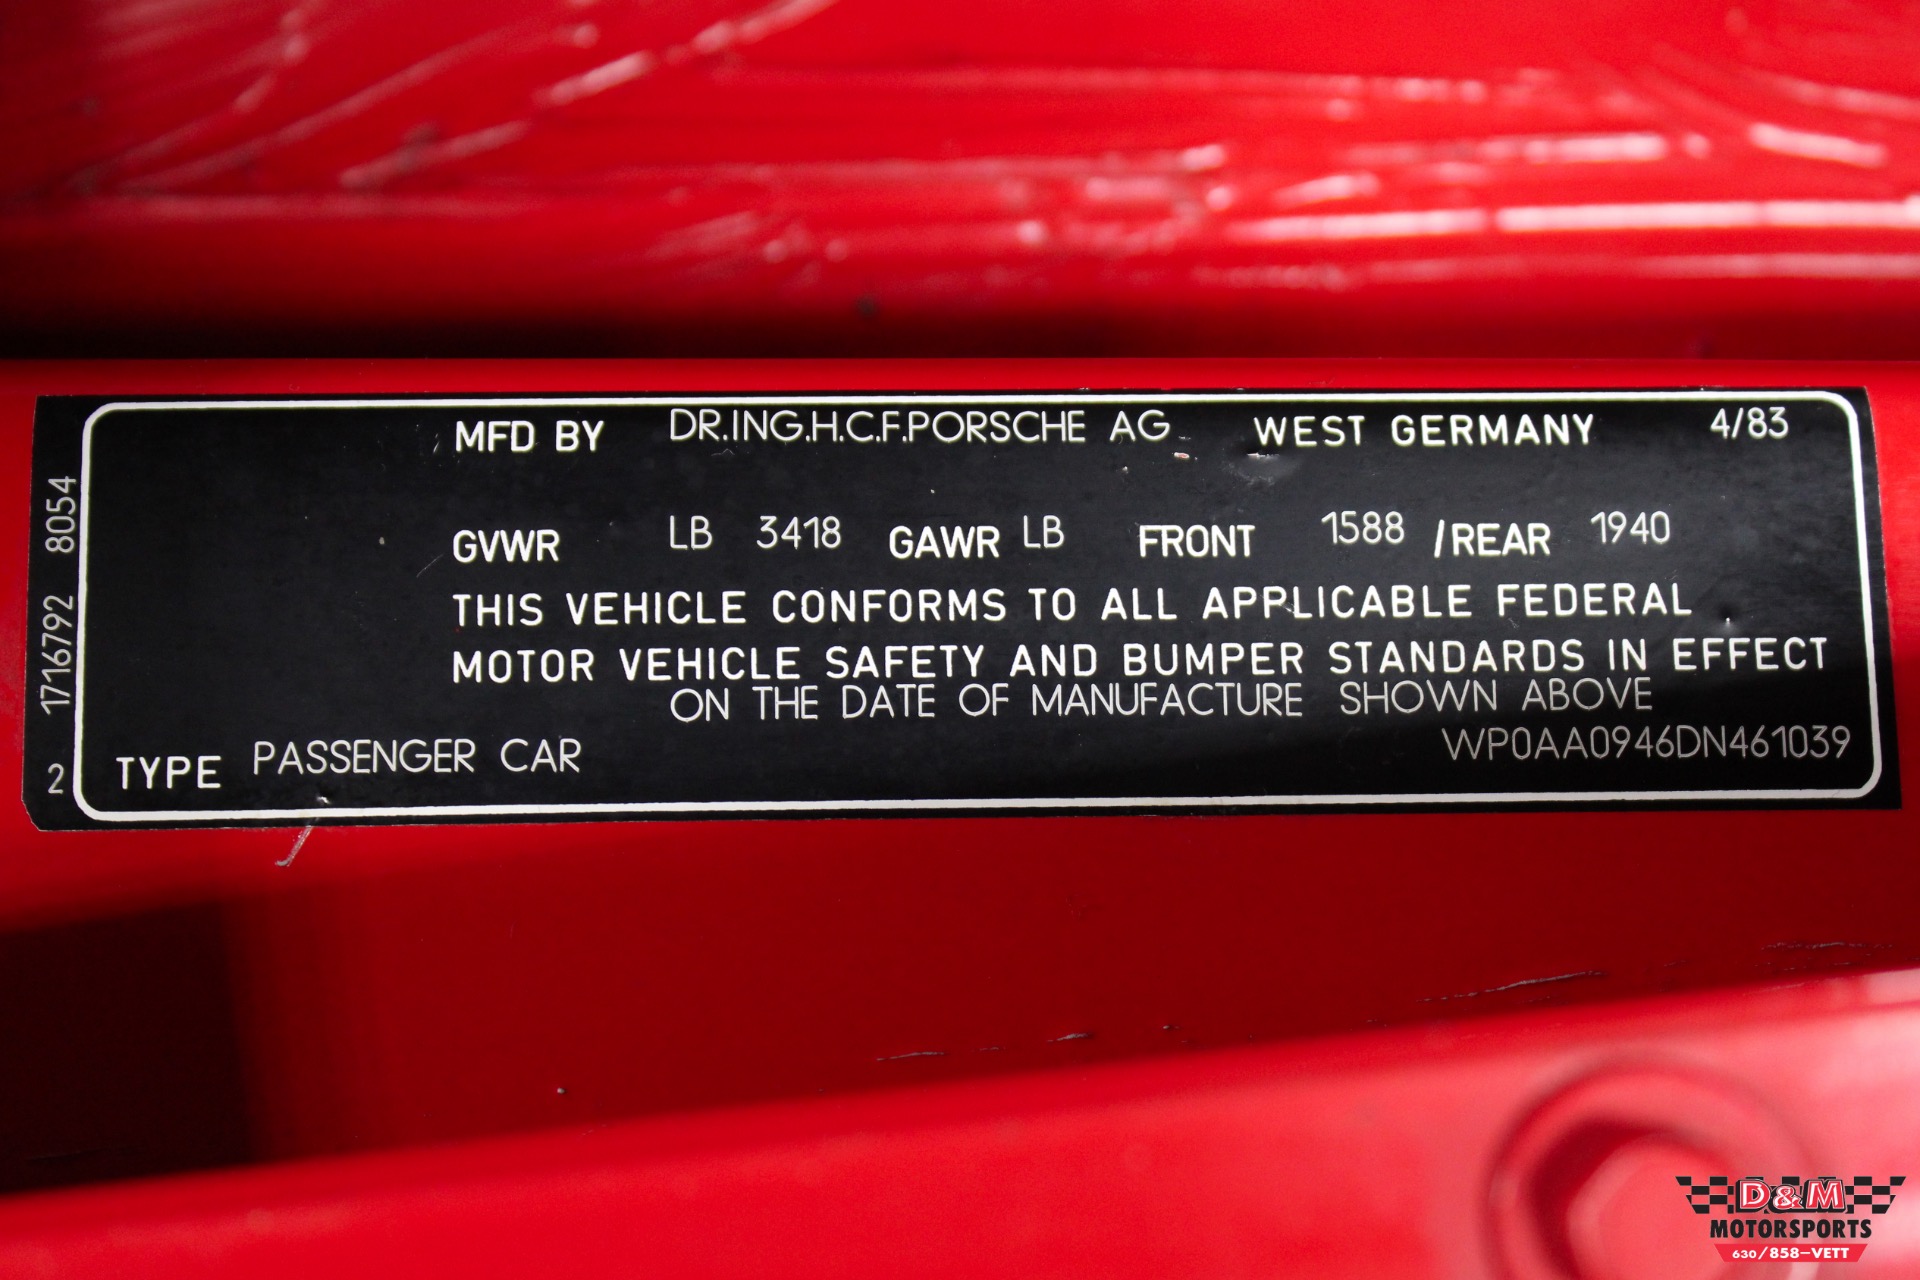 MFD BY DR.ING.H.C.F.PORSCHE AG WEST GERMANY 4/83
GVWR LB 3418 GAWR LB FRONT 1588 /REAR 1940
THIS VEHICLE CONFORMS TO ALL APPLICABLE FEDERAL
MOTOR VEHICLE SAFETY AND BUMPER STANDARDS IN EFFECT
ON THE DATE OF MANUFACTURE SHOWN ABOVE
WP0AA0946DN461039
TYPE PASSENGER CAR
2 1716792 8054
D&M
MOTORSPORTS
630/858-VETT